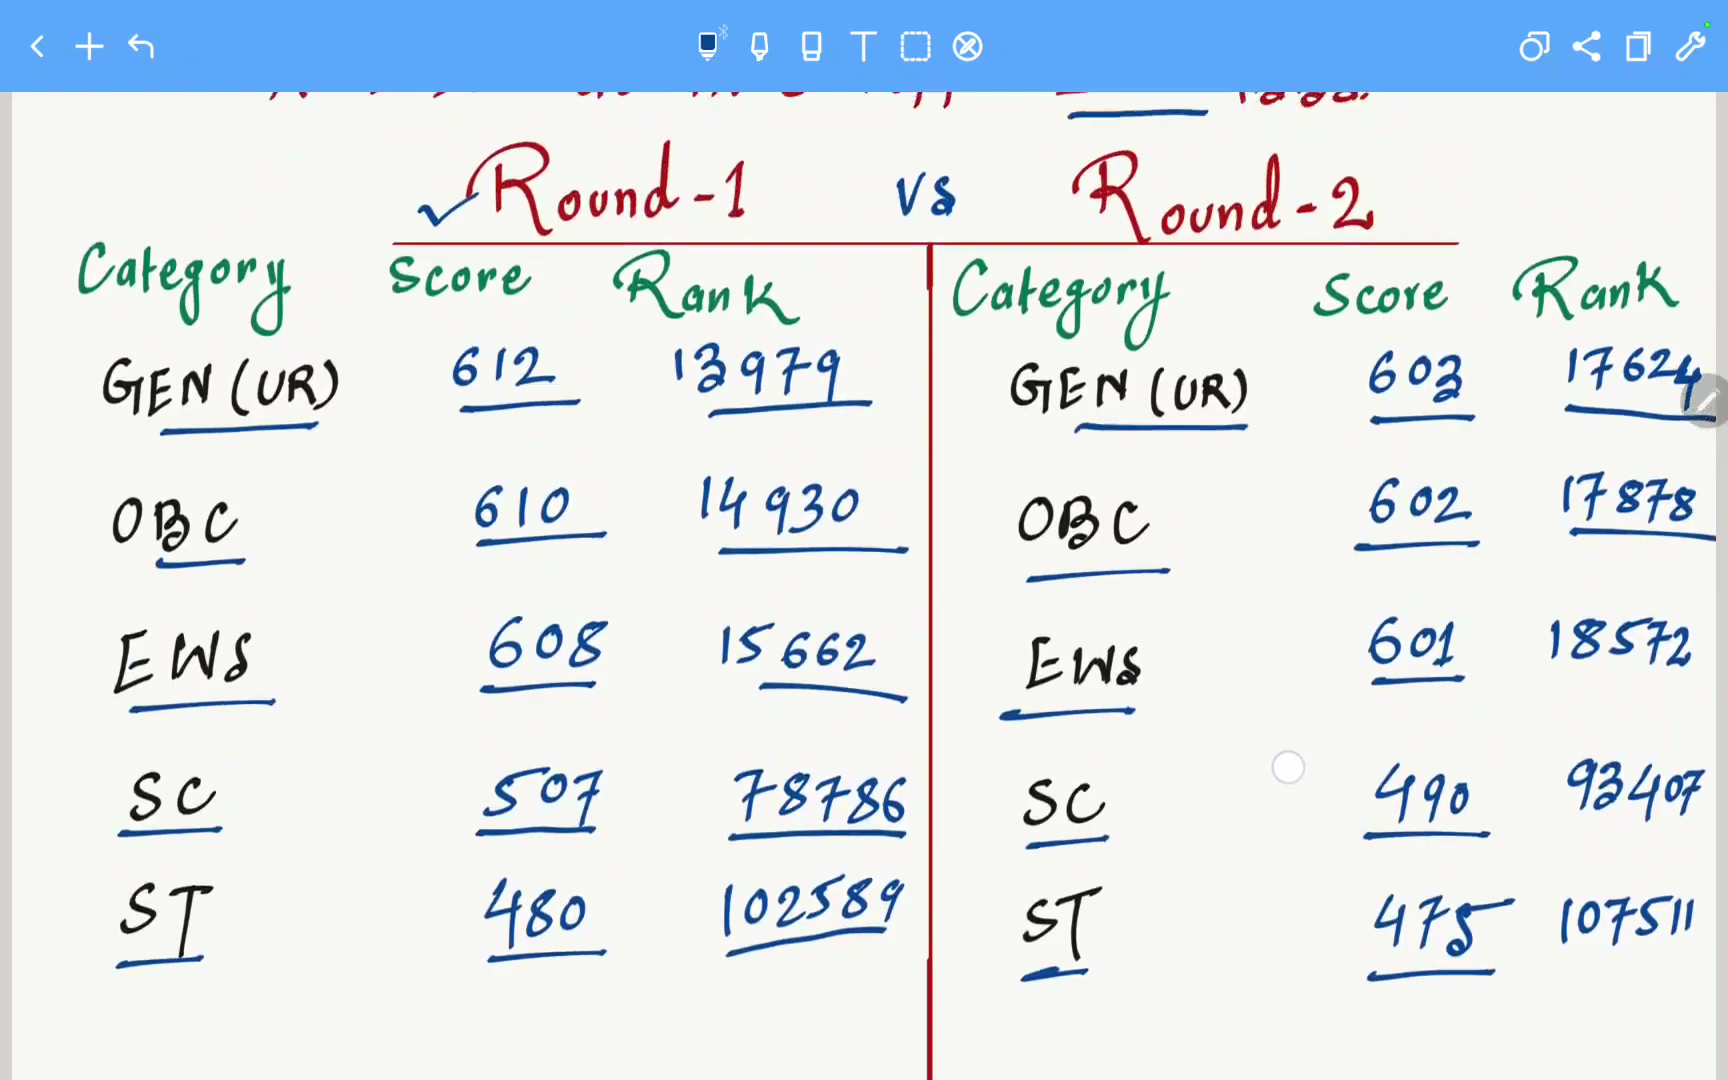 Round-1 vs Round-2
Category Score Rank Category Score Rank
GEN (UR) 612 13979 GEN (UR) 603 17624
OBC 610 14930 OBC 602 17878
EWS 608 15662 EWS 601 18572
SC 507 78786 SC 490 93407
ST 480 102589 ST 475 107511